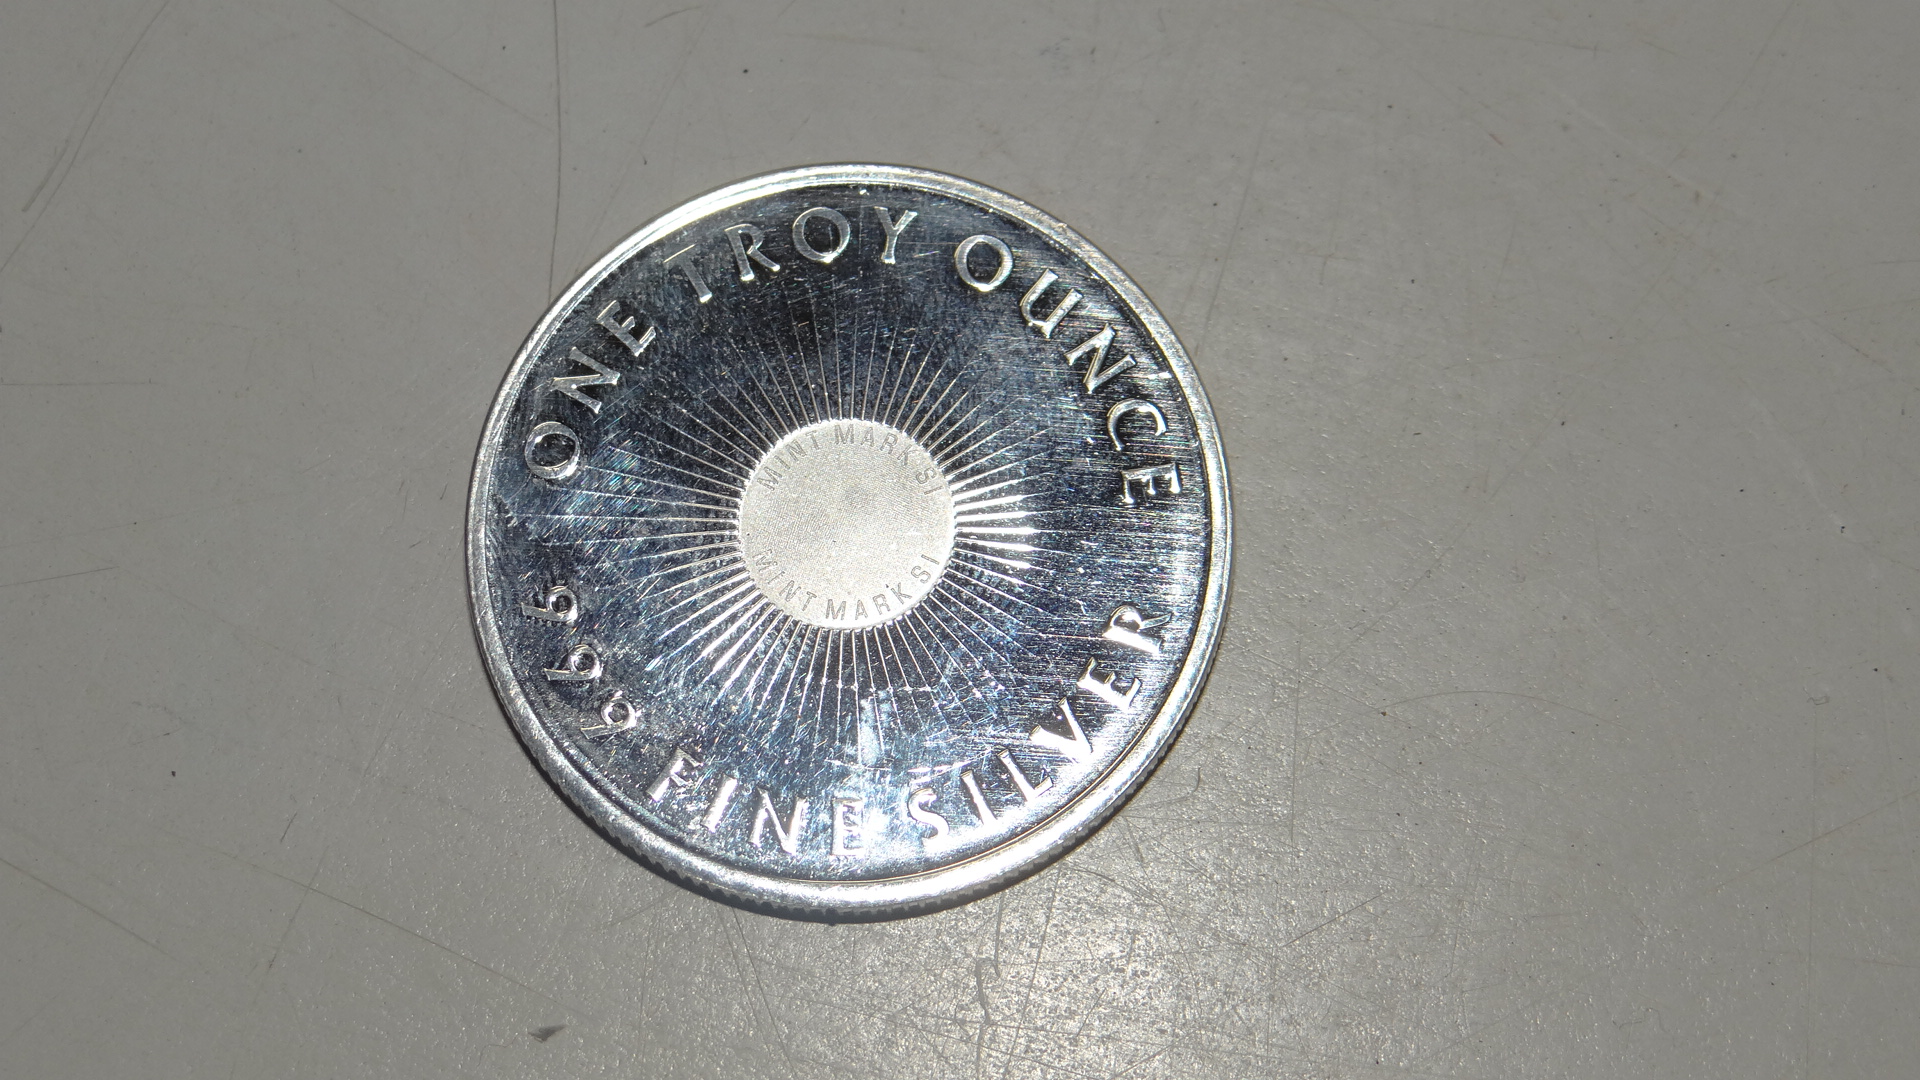 ONE TROY OUNCE
MINT MARK SI
MINT MARK SI
999 FINE SILVER